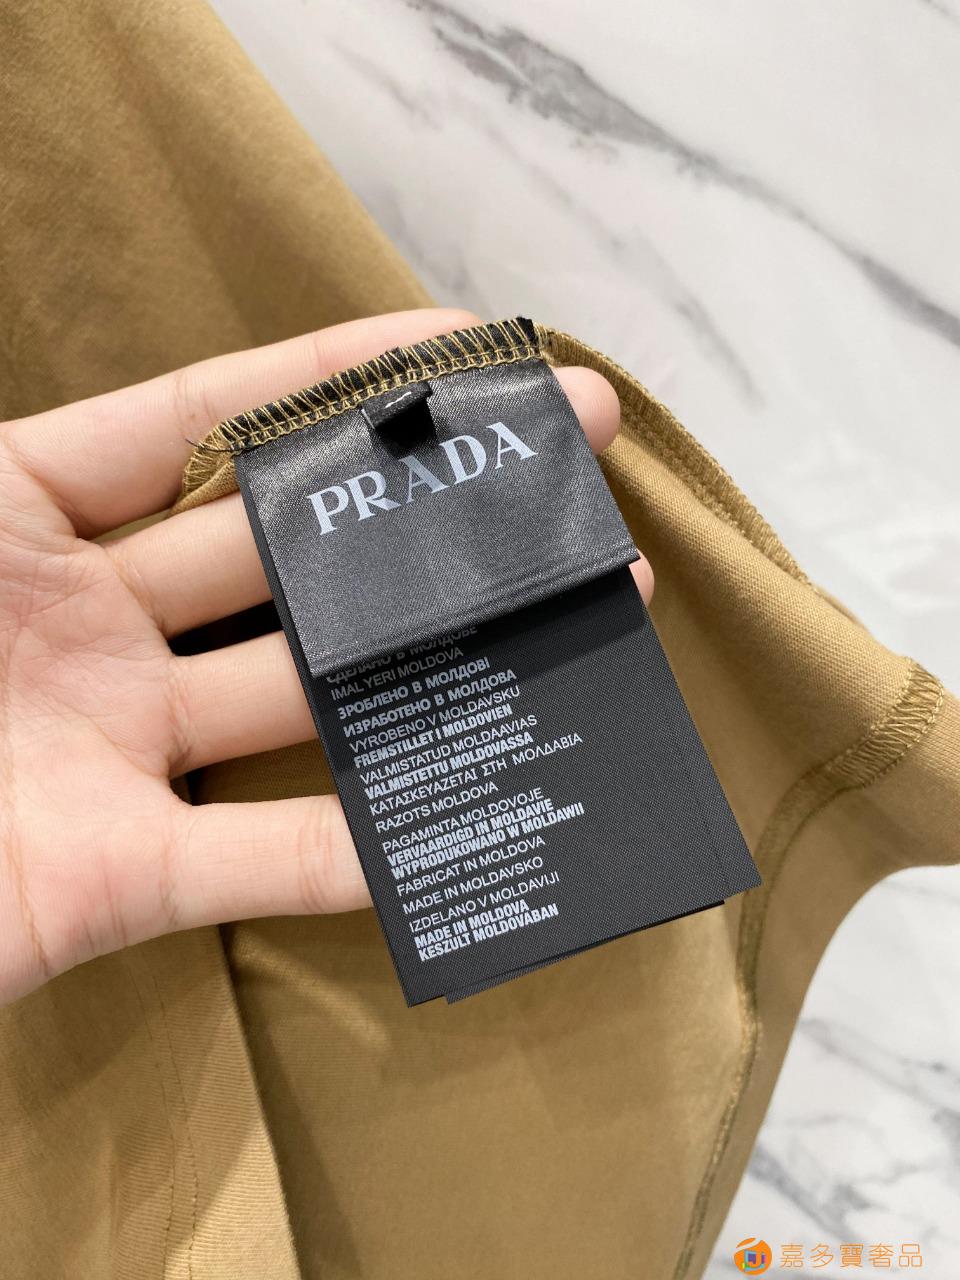 PRADA
СДЕЛАНО В МОЛДОВЕ
IMAL YERI MOLDOVA
ЗРОБЛЕНО В МОЛДОВІ
ИЗРАБОТЕНО В МОЛДОВА
VYROBENO V MOLDAVSKU
FREMSTILLET I MOLDOVIEN
VALMISTATUD MOLDAAVIAS
VALMISTETTU MOLDOVASSA
ΚΑΤΑΣΚΕΥΑΖΕΤΑΙ ΣΤΗ ΜΟΛΔΑΒΙΑ
RAZOTS MOLDOVA
PAGAMINTA MOLDOVOJE
VERVAARDIGD IN MOLDAVIE
WYPRODUKOWANO W MOLDAWII
FABRICAT IN MOLDOVA
MADE IN MOLDAVSKO
IZDELANO V MOLDAVIJI
MADE IN MOLDOVA
KESZULT MOLDOVÁBAN
嘉多寶奢品